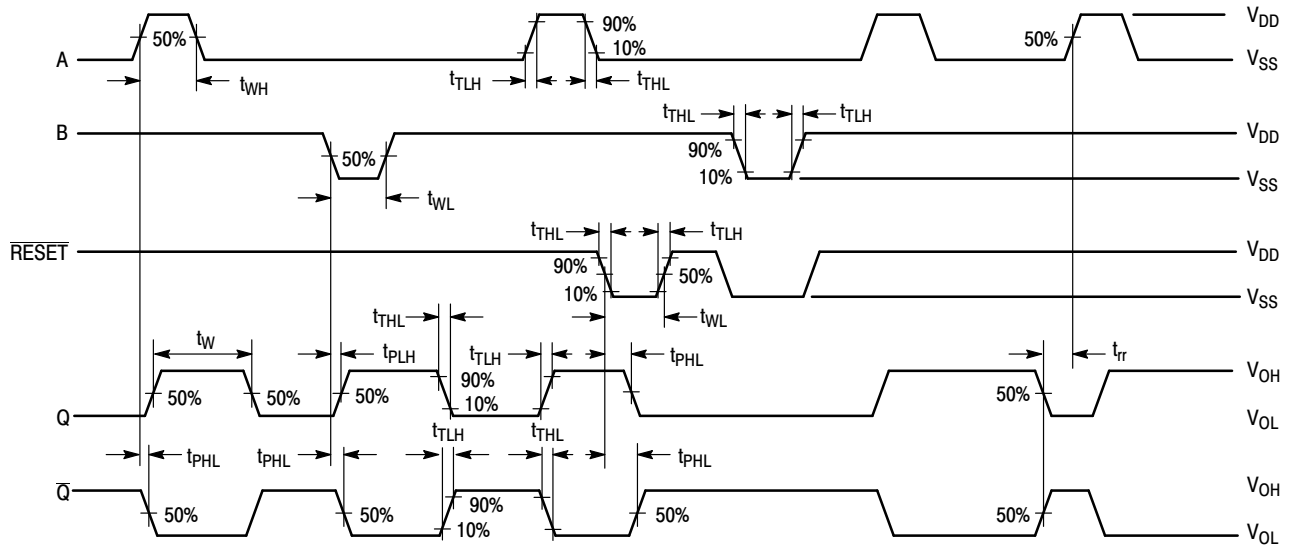 V_DD
50%
90%
10%
50%
A
V_SS
t_WH
t_TLH
t_THL
t_THL
t_TLH
B
V_DD
50%
90%
10%
V_SS
t_WL
t_THL
t_TLH
R̅E̅S̅E̅T̅
V_DD
90%
50%
10%
V_SS
t_THL
t_WL
t_W
t_PLH
t_TLH
t_PHL
t_rr
V_OH
50%
50%
50%
90%
10%
50%
Q
V_OL
t_TLH
t_THL
t_PHL
t_PHL
t_PHL
Q̅
V_OH
50%
50%
90%
10%
50%
50%
V_OL